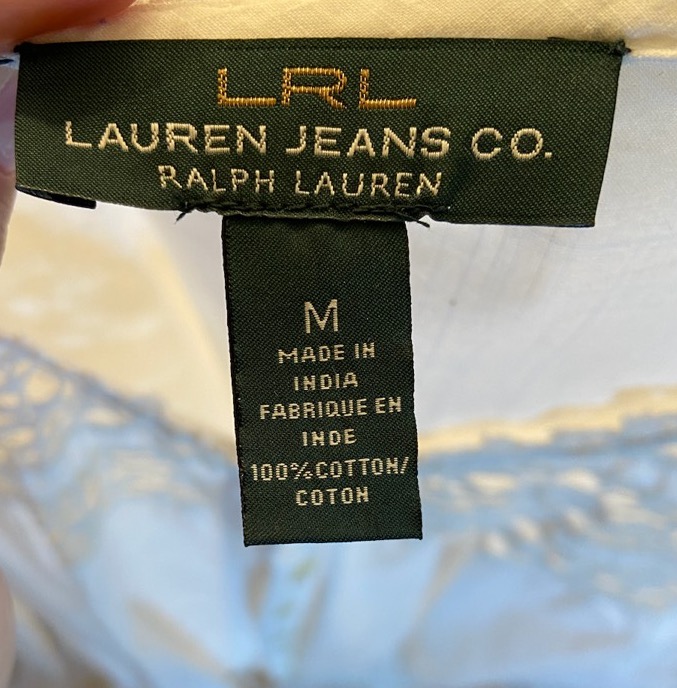 LRL
LAUREN JEANS CO.
RALPH LAUREN
M
MADE IN
INDIA
FABRIQUE EN
INDE
100% COTTON/
COTON